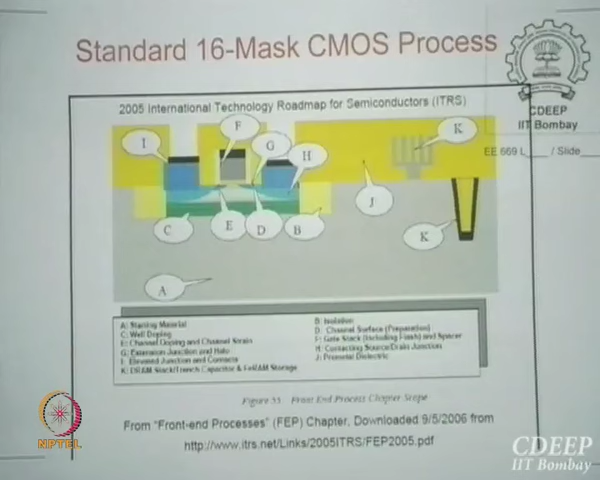 Standard 16-Mask CMOS Process
CDEEP
IIT Bombay
EE 669 L____ / Slide___
2005 International Technology Roadmap for Semiconductors (ITRS)
I
F
G
H
K
J
K
C
E
D
B
A
A: Starting Material
B: Isolation
C: Well Doping
D: Channel Surface (Preparation)
E: Channel Doping and Channel Strain
F: Gate Stack (Including Flash) and Spacer
G: Extension Junction and Halo
H: Contacting Source/Drain Junction
I: Elevated Junction and Contacts
J: Premetal Dielectric
K: DRAM Stack/Trench Capacitor & FeRAM Storage
Figure 55 Front End Process Chapter Scope
From "Front-end Processes" (FEP) Chapter, Downloaded 9/5/2006 from
http://www.itrs.net/Links/2005ITRS/FEP2005.pdf
NPTEL
CDEEP
IIT Bombay